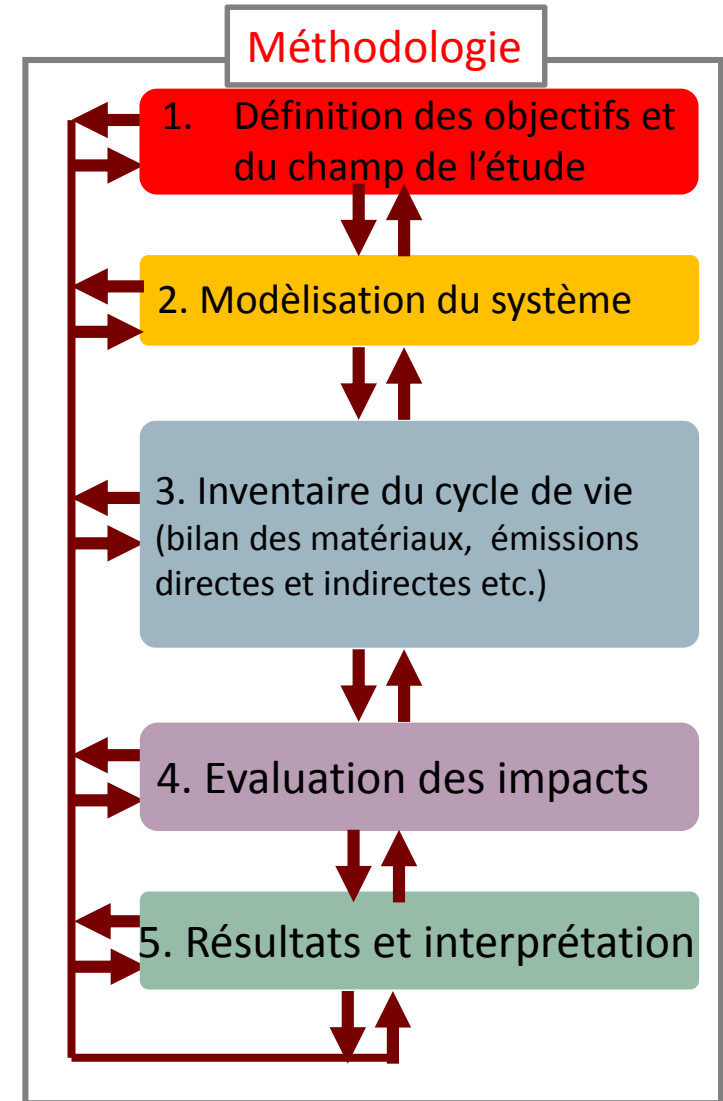 Méthodologie
1. Définition des objectifs et
du champ de l’étude
2. Modèlisation du système
3. Inventaire du cycle de vie
(bilan des matériaux, émissions
directes et indirectes etc.)
4. Evaluation des impacts
5. Résultats et interprétation